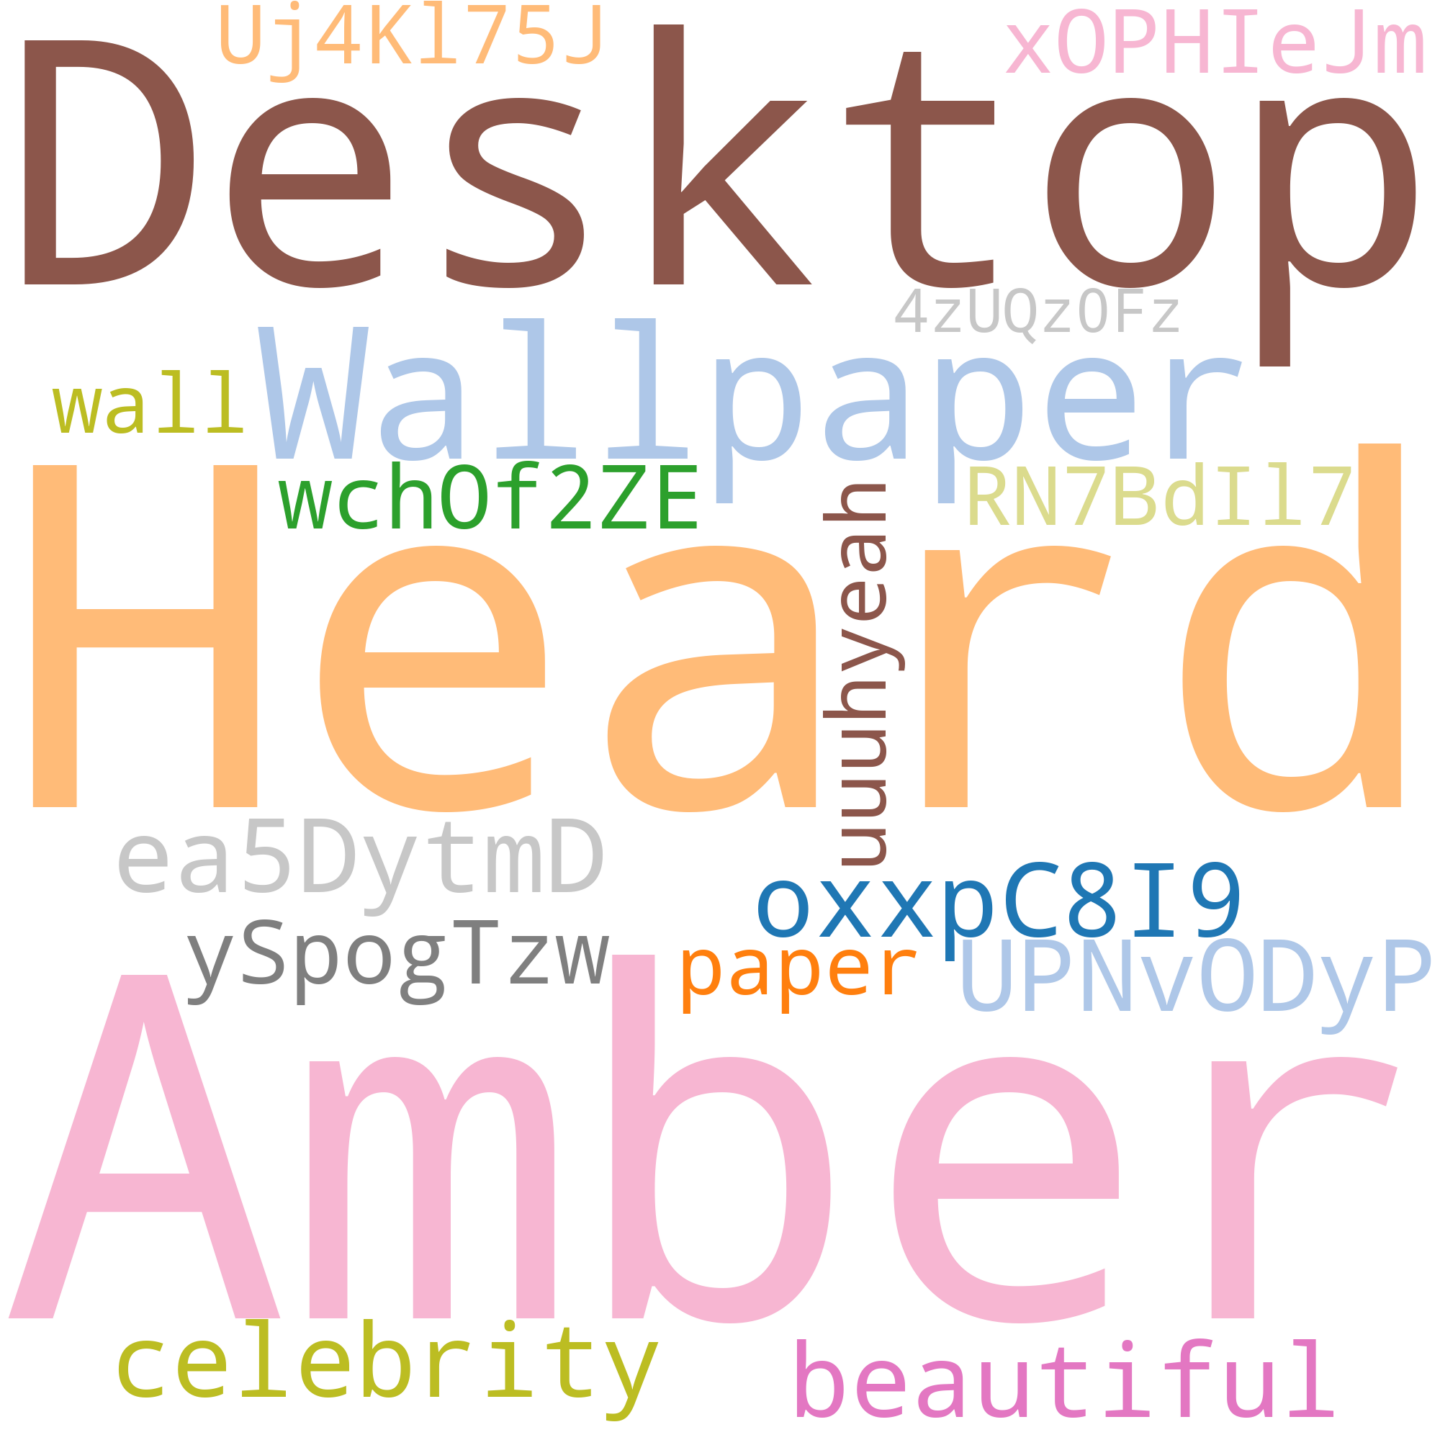 Uj4Kl75J
xOPHIeJm
Desktop
4zUQzOFz
Wallpaper
wall
wchOf2ZE
RN7BdIl7
Heard
uuuhyeah
ea5DytmD
oxxpC8I9
ySpogTzw
paper
UPNvODyP
Amber
celebrity
beautiful